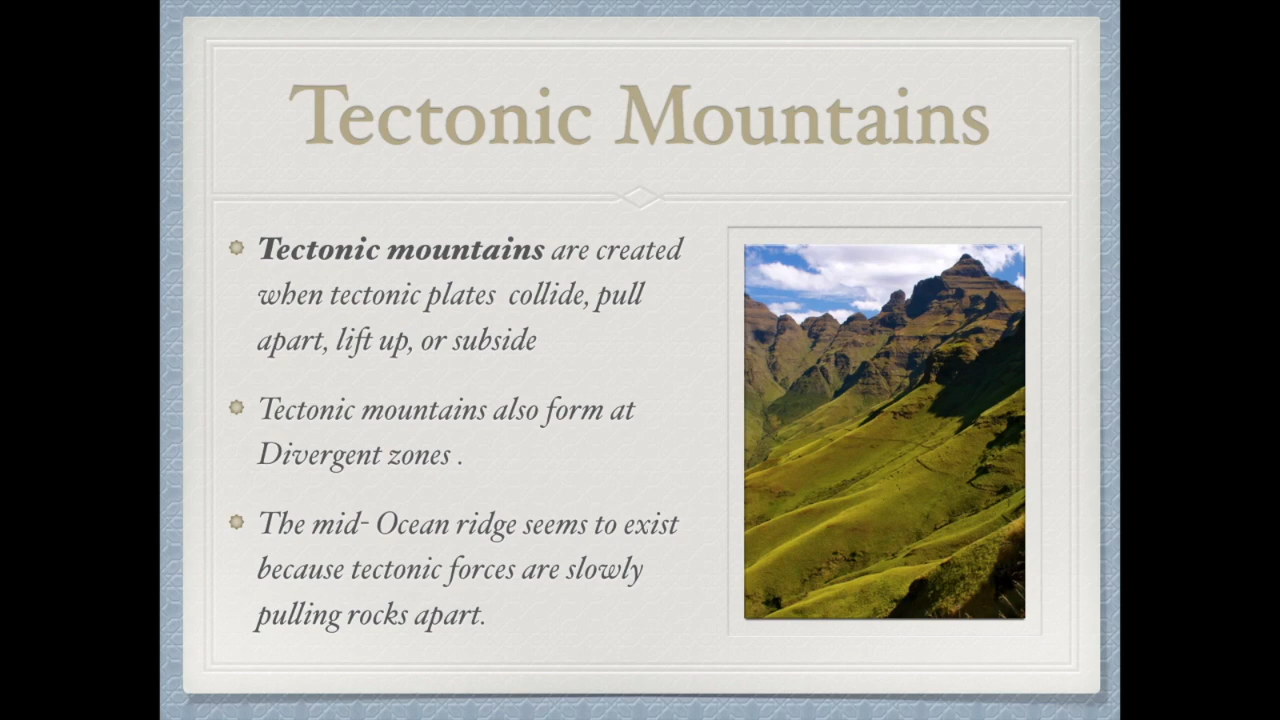 Tectonic Mountains
Tectonic mountains are created
when tectonic plates collide, pull
apart, lift up, or subside
Tectonic mountains also form at
Divergent zones .
The mid- Ocean ridge seems to exist
because tectonic forces are slowly
pulling rocks apart.